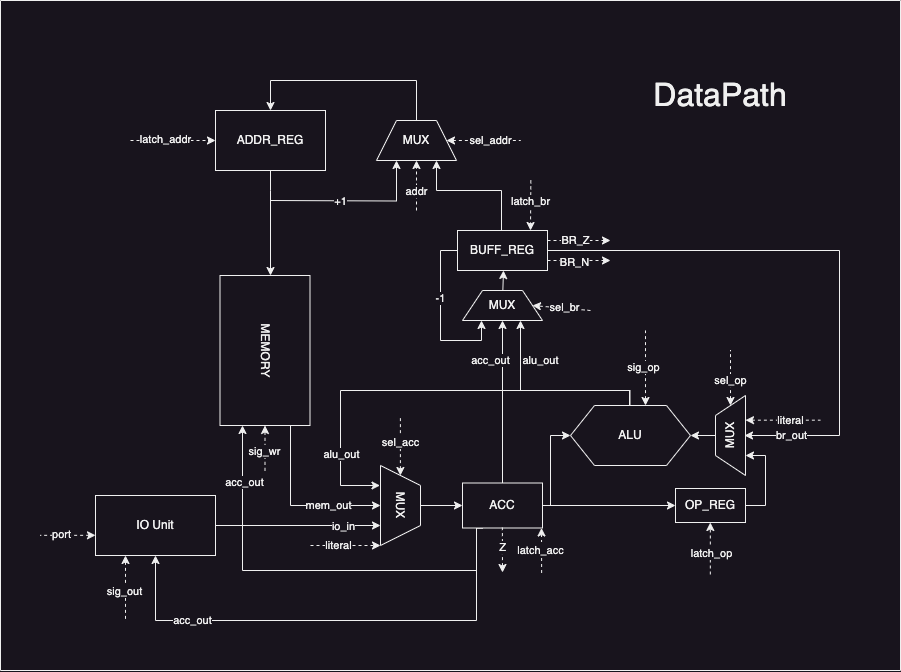 DataPath
latch_addr
ADDR_REG
MUX
sel_addr
+1
addr
latch_br
BUFF_REG
BR_Z
BR_N
-1
MUX
sel_br
MEMORY
acc_out
alu_out
sig_op
sel_op
literal
ALU
MUX
br_out
sel_acc
sig_wr
alu_out
acc_out
mem_out
MUX
ACC
OP_REG
IO Unit
io_in
port
literal
Z
latch_acc
latch_op
sig_out
acc_out